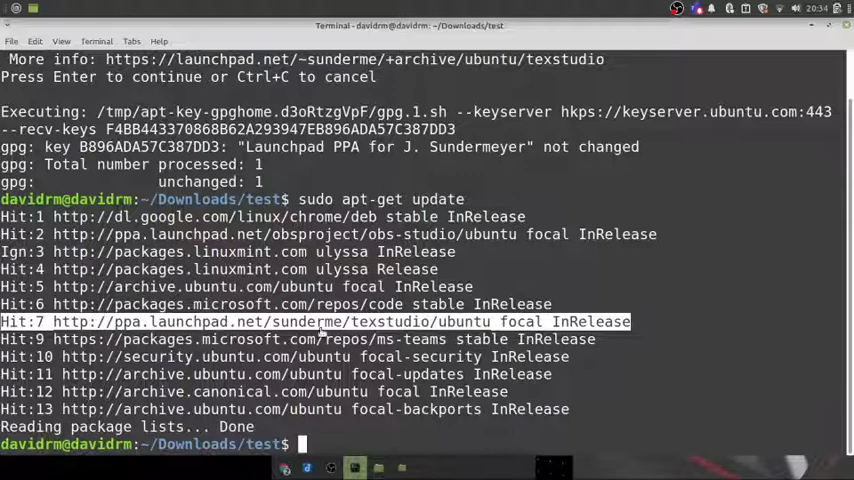 20:34
Terminal - davidrm@davidrm:~/Downloads/test
File Edit View Terminal Tabs Help
More info: https://launchpad.net/~sunderme/+archive/ubuntu/texstudio
Press Enter to continue or Ctrl+C to cancel
Executing: /tmp/apt-key-gpghome.d3oRtzgVpF/gpg.1.sh --keyserver hkps://keyserver.ubuntu.com:443
--recv-keys F4BB443370868B62A293947EB896ADA57C387DD3
gpg: key B896ADA57C387DD3: "Launchpad PPA for J. Sundermeyer" not changed
gpg: Total number processed: 1
gpg:              unchanged: 1
davidrm@davidrm:~/Downloads/test$ sudo apt-get update
Hit:1 http://dl.google.com/linux/chrome/deb stable InRelease
Hit:2 http://ppa.launchpad.net/obsproject/obs-studio/ubuntu focal InRelease
Ign:3 http://packages.linuxmint.com ulyssa InRelease
Hit:4 http://packages.linuxmint.com ulyssa Release
Hit:5 http://archive.ubuntu.com/ubuntu focal InRelease
Hit:6 http://packages.microsoft.com/repos/code stable InRelease
Hit:7 http://ppa.launchpad.net/sunderme/texstudio/ubuntu focal InRelease
Hit:9 https://packages.microsoft.com/repos/ms-teams stable InRelease
Hit:10 http://security.ubuntu.com/ubuntu focal-security InRelease
Hit:11 http://archive.ubuntu.com/ubuntu focal-updates InRelease
Hit:12 http://archive.canonical.com/ubuntu focal InRelease
Hit:13 http://archive.ubuntu.com/ubuntu focal-backports InRelease
Reading package lists... Done
davidrm@davidrm:~/Downloads/test$